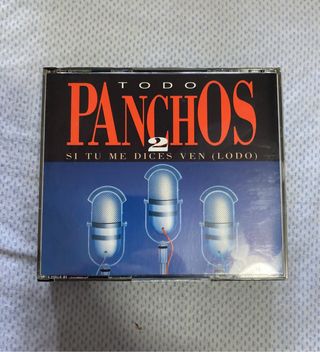 TODO
PANCHOS
2
SI TU ME DICES VEN (LODO)